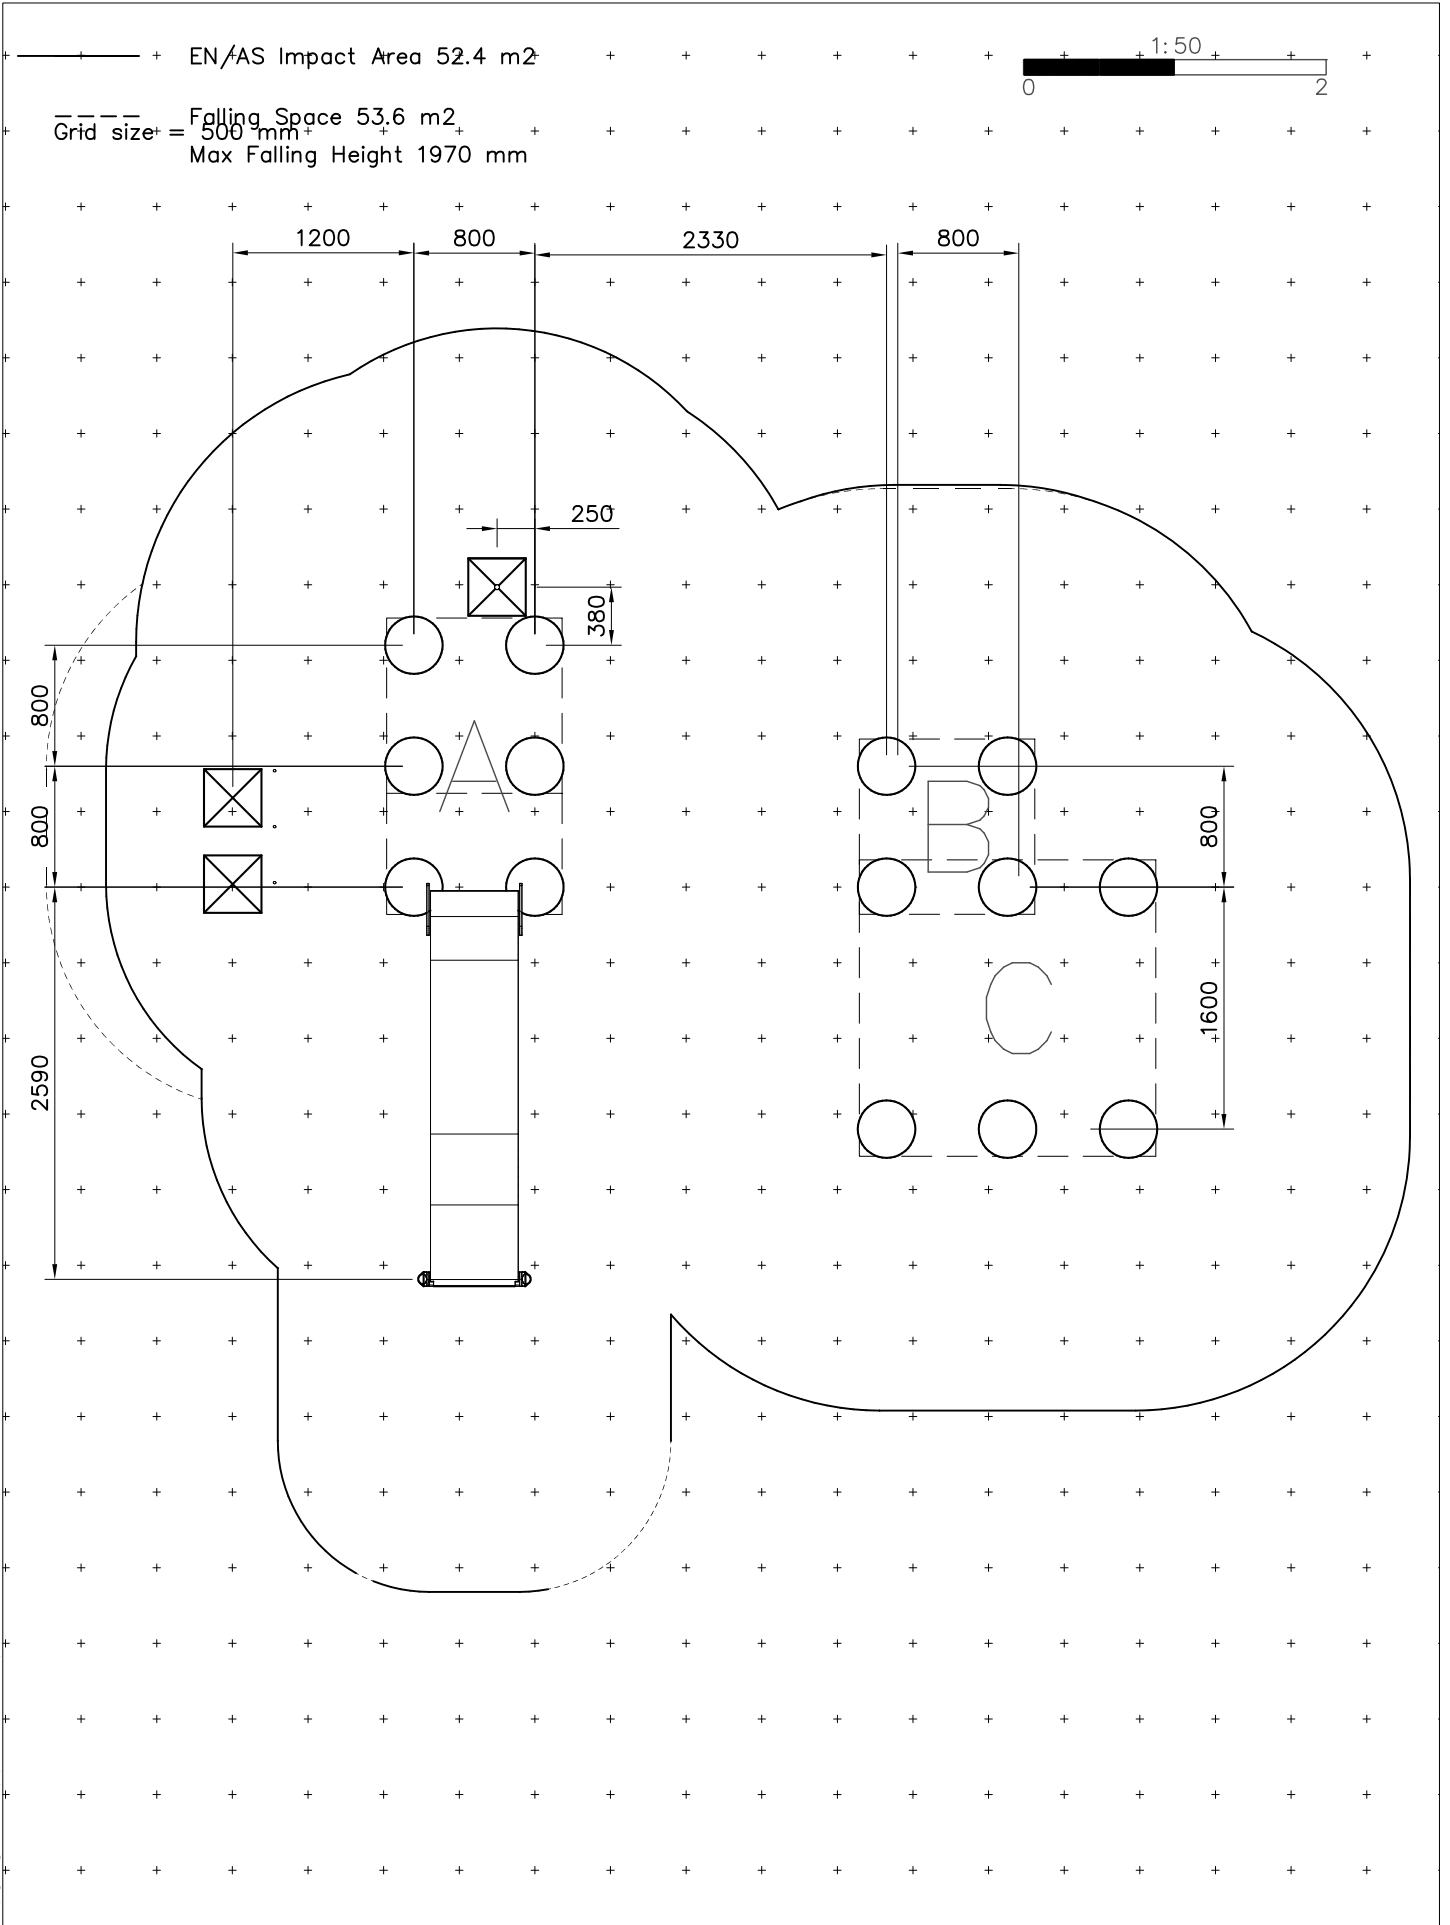 EN/AS Impact Area 52.4 m2
1:50
0 2
Falling Space 53.6 m2
Grid size = 500 mm
Max Falling Height 1970 mm
1200 800 2330 800
250
380
800
A
800
B
800
C
1600
2590